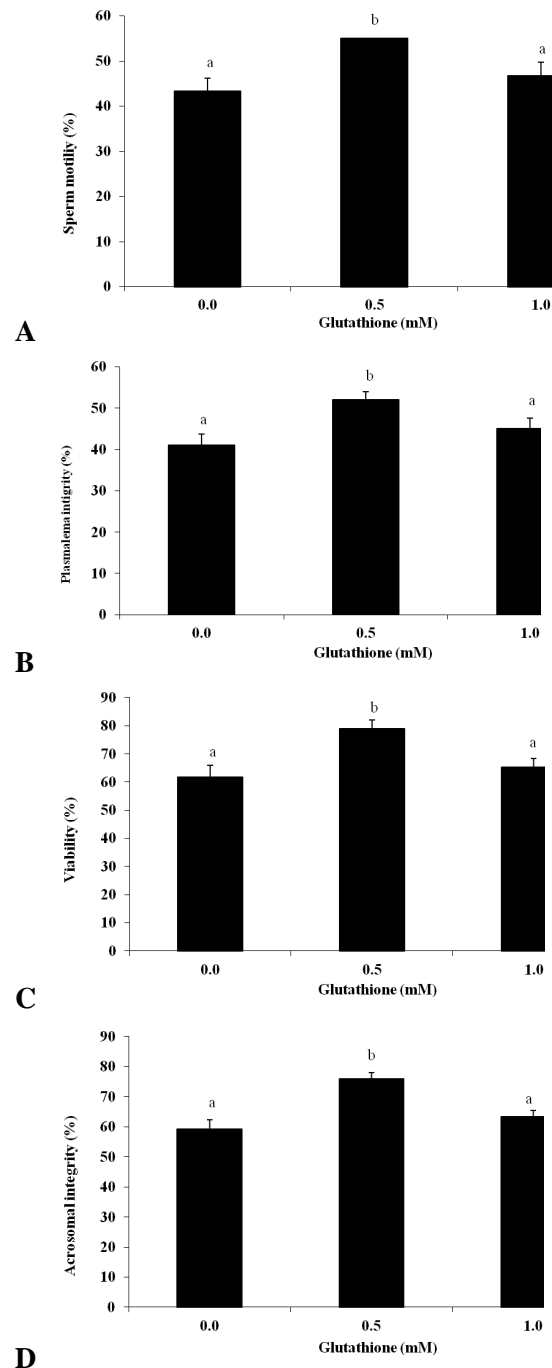 60
a
b
a
50
40
30
20
10
0
Sperm motiliy (%)
0.0 0.5 1.0
Glutathione (mM)
A
60
a
b
a
50
40
30
20
10
0
Plasmalema intigrity (%)
0.0 0.5 1.0
Glutathione (mM)
B
90
a
b
a
80
70
60
50
40
30
20
10
0
Viability (%)
0.0 0.5 1.0
Glutathione (mM)
C
90
a
b
a
80
70
60
50
40
30
20
10
0
Acrosomal integrity (%)
0.0 0.5 1.0
Glutathione (mM)
D